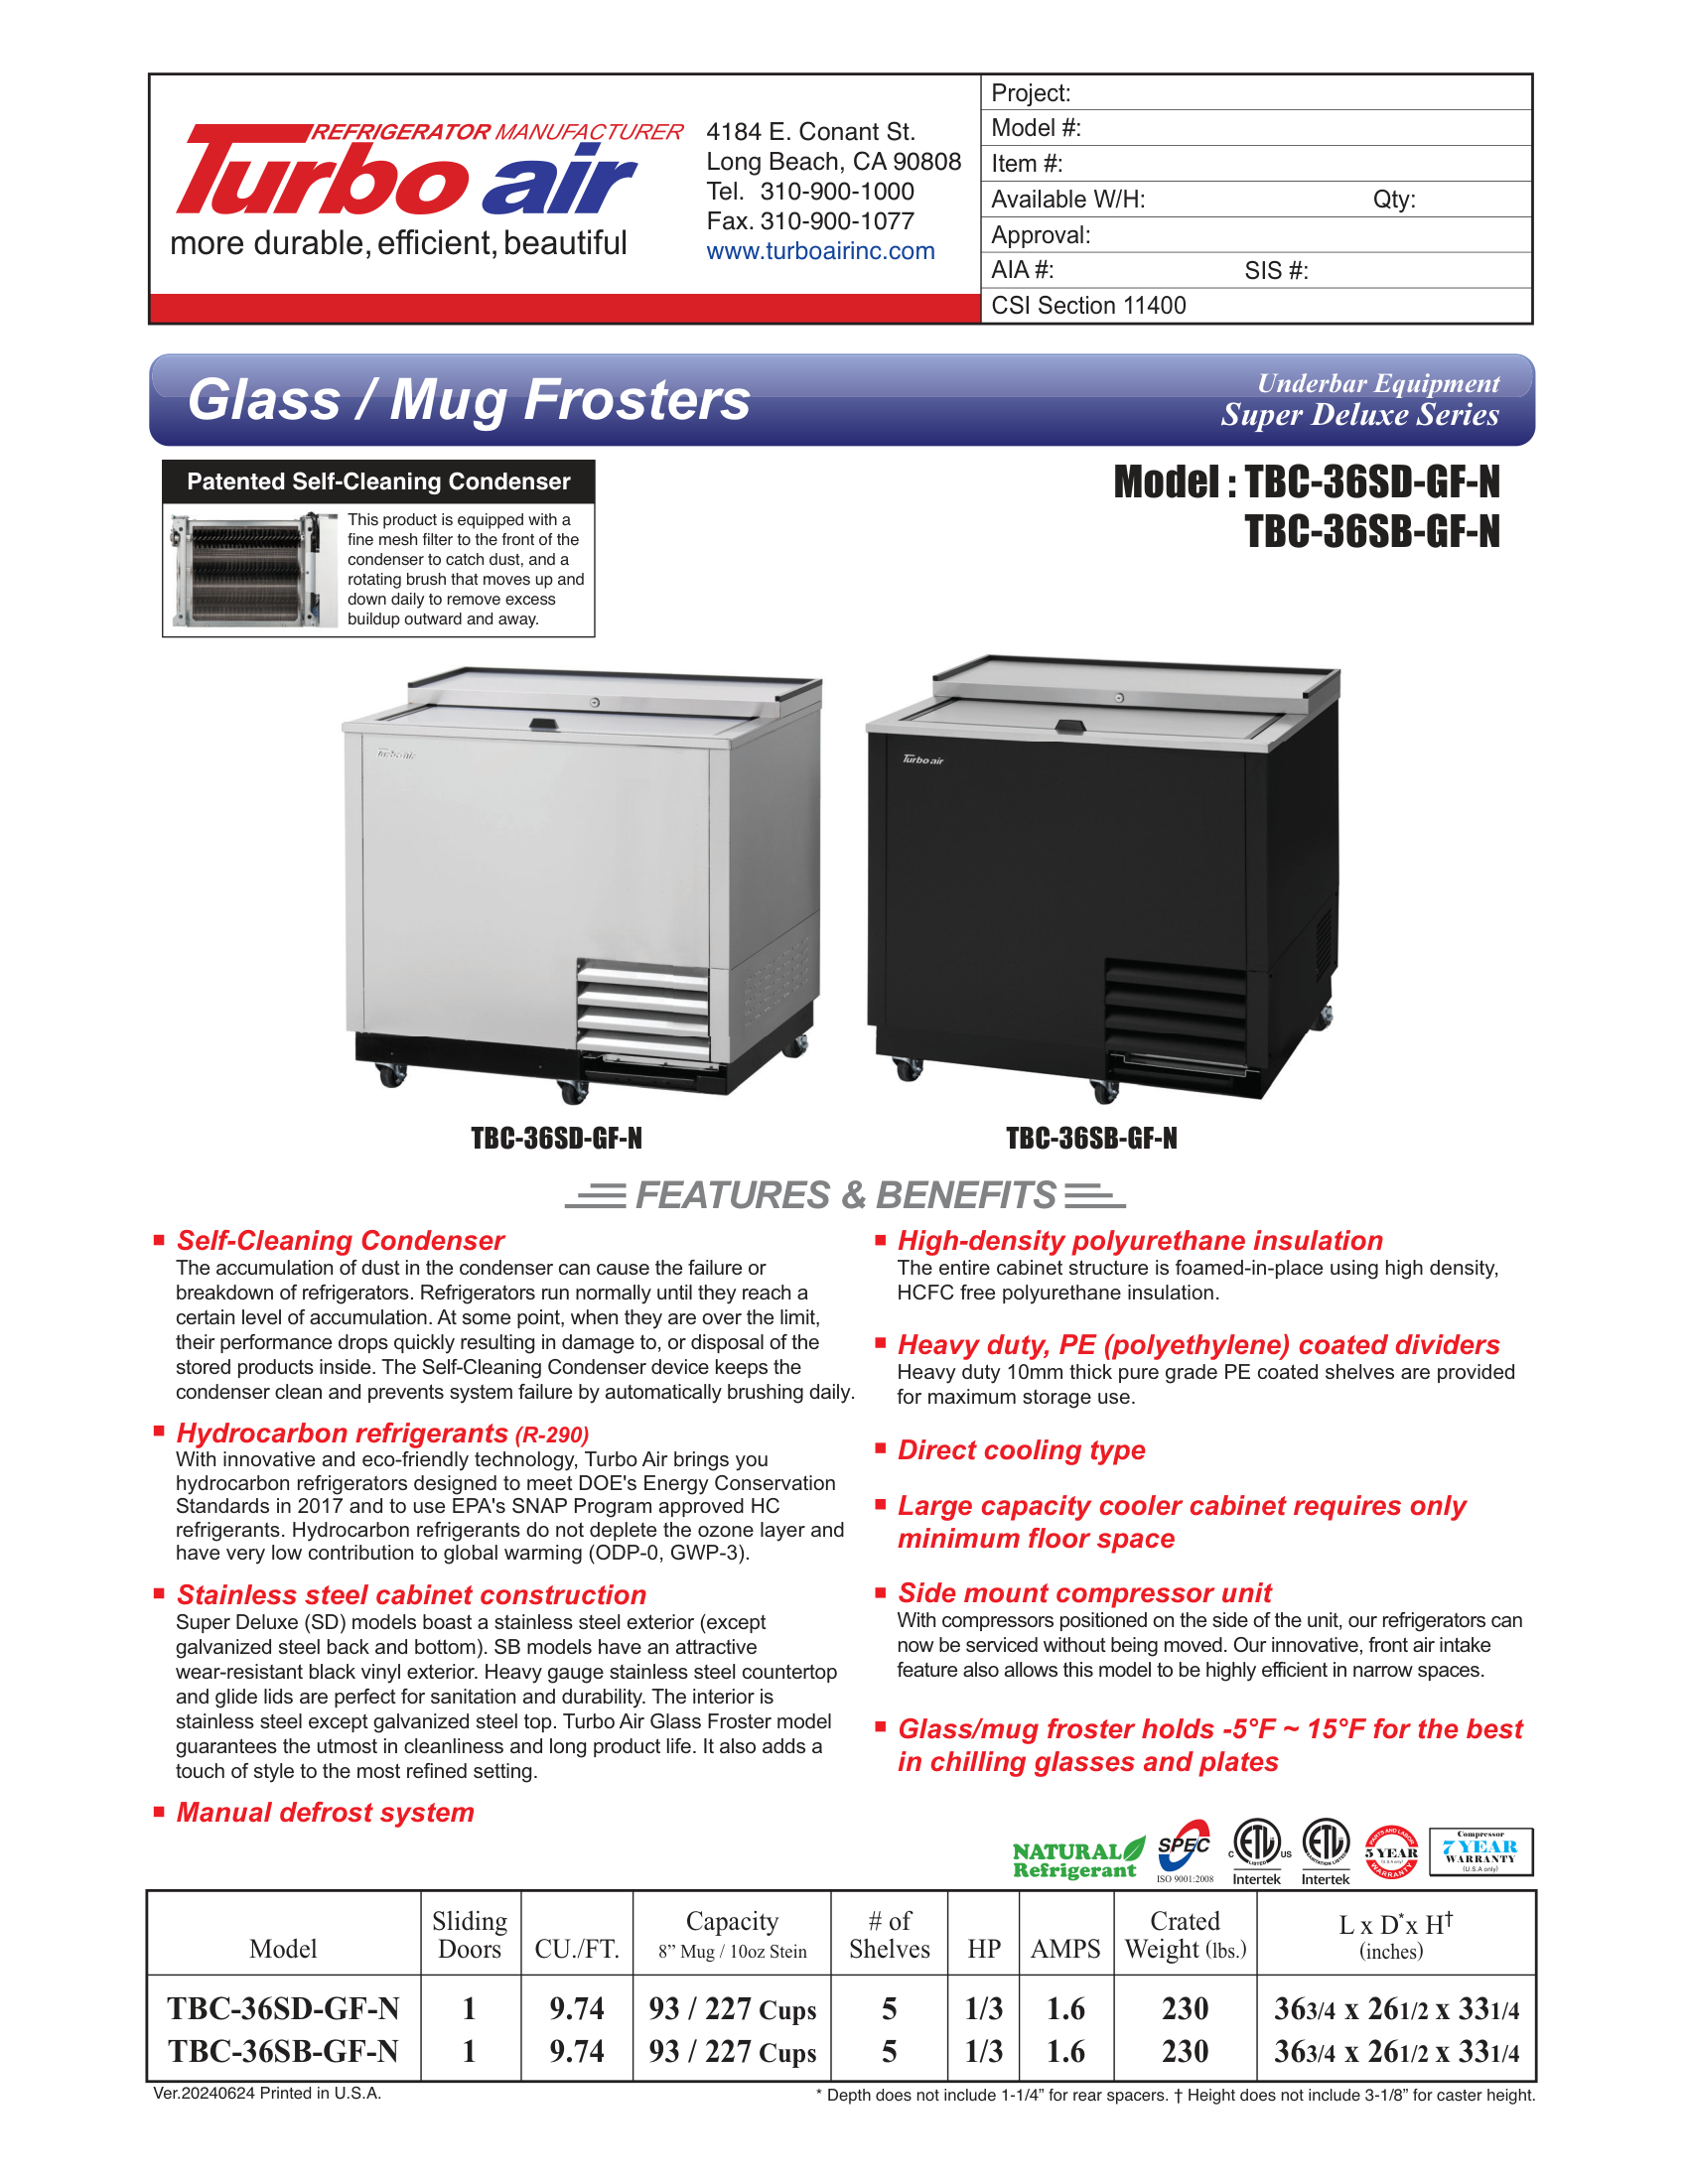 REFRIGERATOR MANUFACTURER
Turbo air
more durable, efficient, beautiful
4184 E. Conant St.
Long Beach, CA 90808
Tel. 310-900-1000
Fax. 310-900-1077
www.turboairinc.com
Project:
Model #:
Item #:
Available W/H: Qty:
Approval:
AIA #: SIS #:
CSI Section 11400
Glass / Mug Frosters
Underbar Equipment
Super Deluxe Series
Patented Self-Cleaning Condenser
This product is equipped with a
fine mesh filter to the front of the
condenser to catch dust, and a
rotating brush that moves up and
down daily to remove excess
buildup outward and away.
Model : TBC-36SD-GF-N
TBC-36SB-GF-N
Turbo air
Turbo air
TBC-36SD-GF-N
TBC-36SB-GF-N
FEATURES & BENEFITS
Self-Cleaning Condenser
The accumulation of dust in the condenser can cause the failure or
breakdown of refrigerators. Refrigerators run normally until they reach a
certain level of accumulation. At some point, when they are over the limit,
their performance drops quickly resulting in damage to, or disposal of the
stored products inside. The Self-Cleaning Condenser device keeps the
condenser clean and prevents system failure by automatically brushing daily.
Hydrocarbon refrigerants (R-290)
With innovative and eco-friendly technology, Turbo Air brings you
hydrocarbon refrigerators designed to meet DOE's Energy Conservation
Standards in 2017 and to use EPA's SNAP Program approved HC
refrigerants. Hydrocarbon refrigerants do not deplete the ozone layer and
have very low contribution to global warming (ODP-0, GWP-3).
Stainless steel cabinet construction
Super Deluxe (SD) models boast a stainless steel exterior (except
galvanized steel back and bottom). SB models have an attractive
wear-resistant black vinyl exterior. Heavy gauge stainless steel countertop
and glide lids are perfect for sanitation and durability. The interior is
stainless steel except galvanized steel top. Turbo Air Glass Froster model
guarantees the utmost in cleanliness and long product life. It also adds a
touch of style to the most refined setting.
Manual defrost system
High-density polyurethane insulation
The entire cabinet structure is foamed-in-place using high density,
HCFC free polyurethane insulation.
Heavy duty, PE (polyethylene) coated dividers
Heavy duty 10mm thick pure grade PE coated shelves are provided
for maximum storage use.
Direct cooling type
Large capacity cooler cabinet requires only
minimum floor space
Side mount compressor unit
With compressors positioned on the side of the unit, our refrigerators can
now be serviced without being moved. Our innovative, front air intake
feature also allows this model to be highly efficient in narrow spaces.
Glass/mug froster holds -5°F ~ 15°F for the best
in chilling glasses and plates
NATURAL
Refrigerant
SPEC
ISO 9001:2008
C ETL US
LISTED
Intertek
ETL
SANITATION LISTED
Intertek
PARTS AND LABOR
5 YEAR
(U.S.A only)
WARRANTY
Compressor
7 YEAR
WARRANTY
(U.S.A only)
Model Sliding Doors CU./FT. Capacity 8” Mug / 10oz Stein # of Shelves HP AMPS Crated Weight (lbs.) L x D* x H† (inches)
TBC-36SD-GF-N 1 9.74 93 / 227 Cups 5 1/3 1.6 230 363/4 x 261/2 x 331/4
TBC-36SB-GF-N 1 9.74 93 / 227 Cups 5 1/3 1.6 230 363/4 x 261/2 x 331/4
Ver.20240624 Printed in U.S.A.
* Depth does not include 1-1/4” for rear spacers. † Height does not include 3-1/8” for caster height.